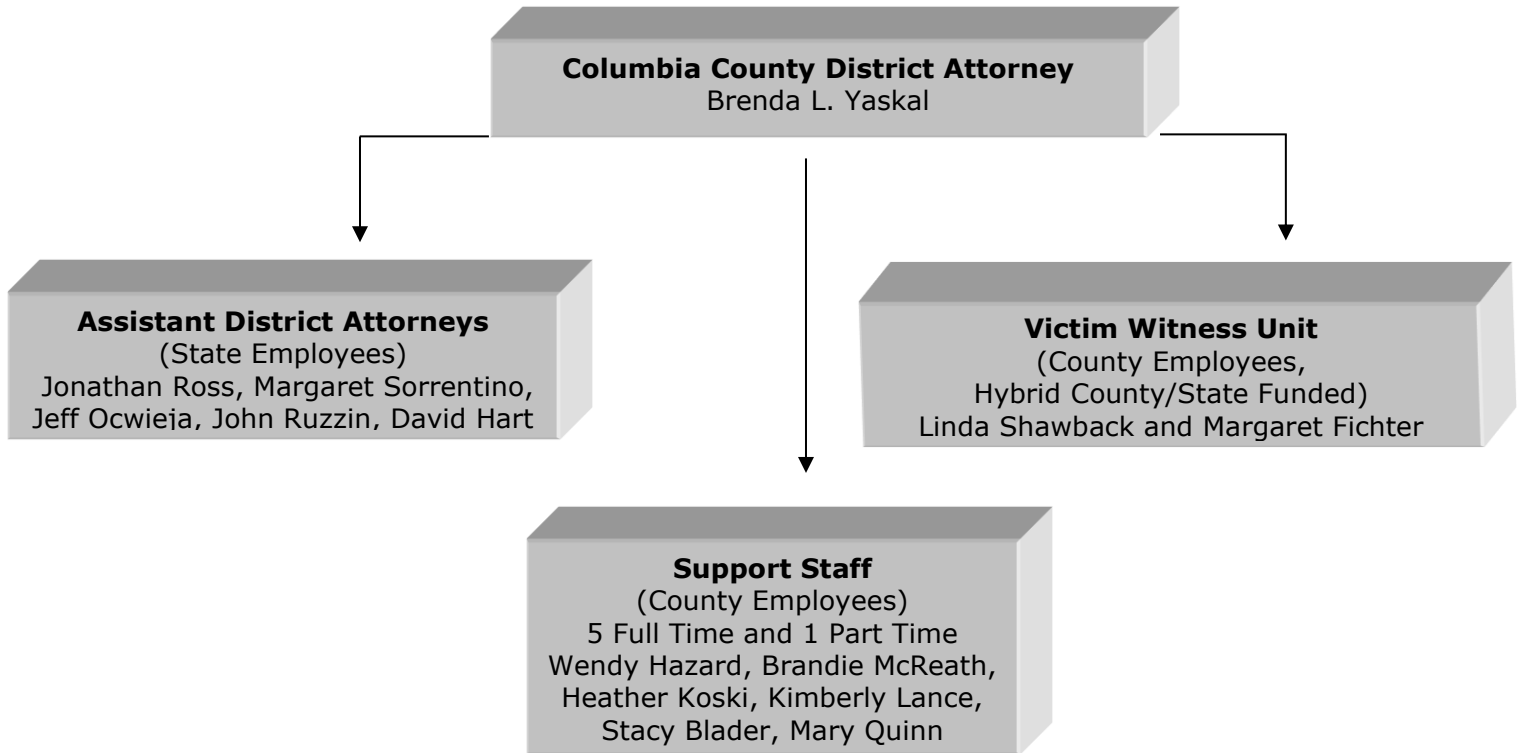 Columbia County District Attorney
Brenda L. Yaskal
Assistant District Attorneys
(State Employees)
Jonathan Ross, Margaret Sorrentino,
Jeff Ocwieja, John Ruzzin, David Hart
Victim Witness Unit
(County Employees,
Hybrid County/State Funded)
Linda Shawback and Margaret Fichter
Support Staff
(County Employees)
5 Full Time and 1 Part Time
Wendy Hazard, Brandie McReath,
Heather Koski, Kimberly Lance,
Stacy Blader, Mary Quinn